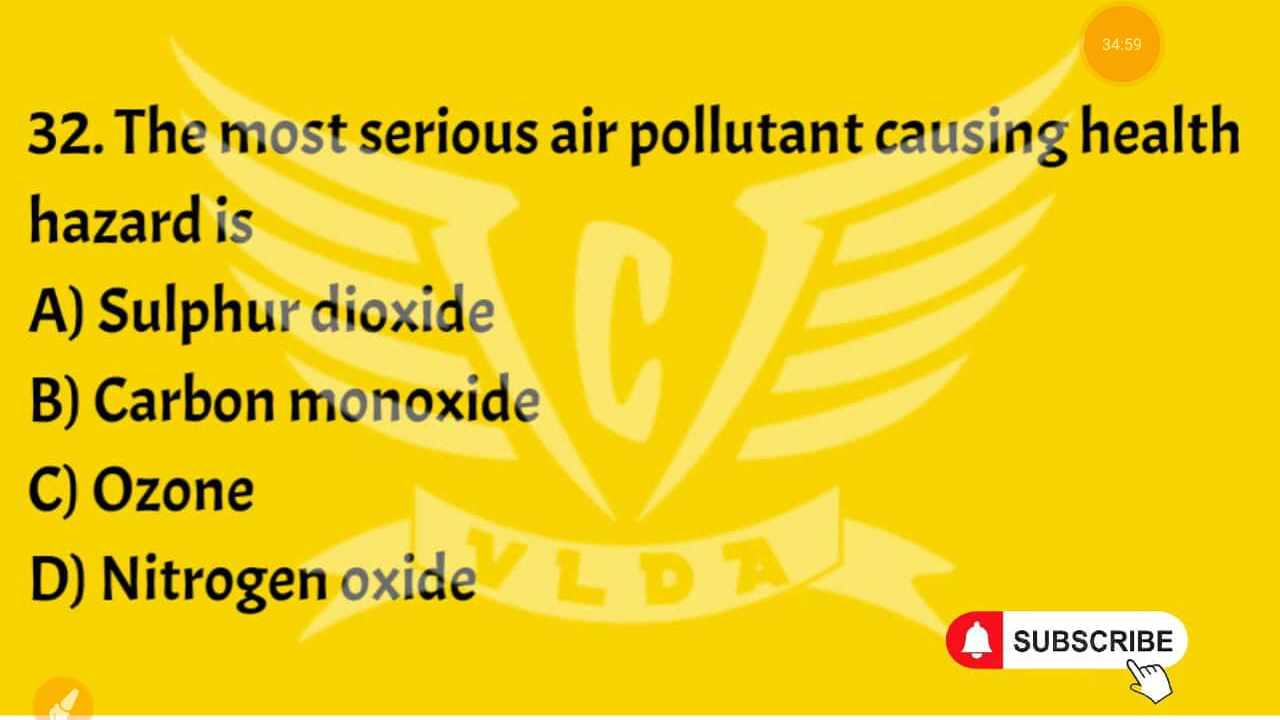 34:59
32. The most serious air pollutant causing health
hazard is
A) Sulphur dioxide
B) Carbon monoxide
C) Ozone
D) Nitrogen oxide
C
VLDA
SUBSCRIBE